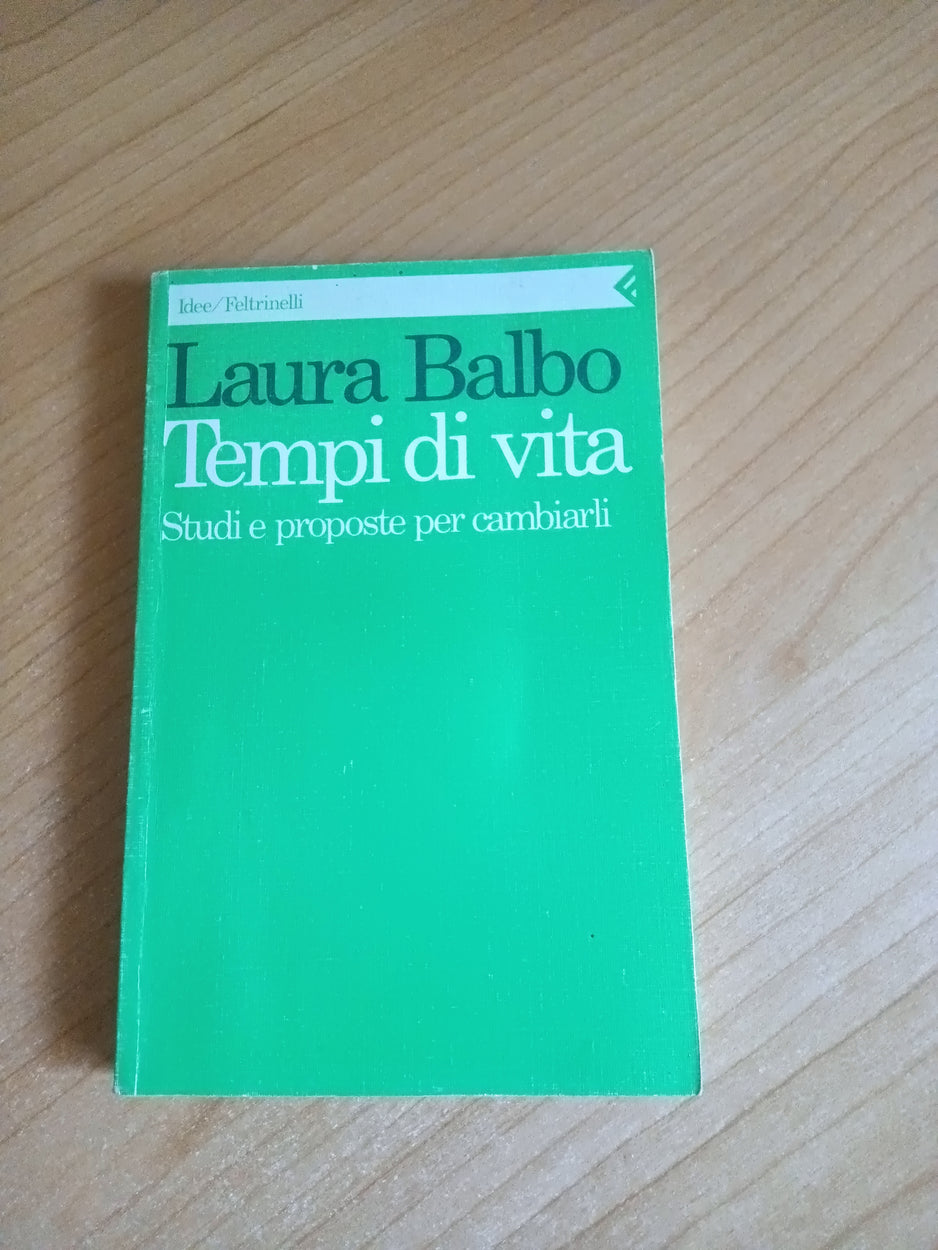 Idee/Feltrinelli
Laura Balbo
Tempi di vita
Studi e proposte per cambiarli